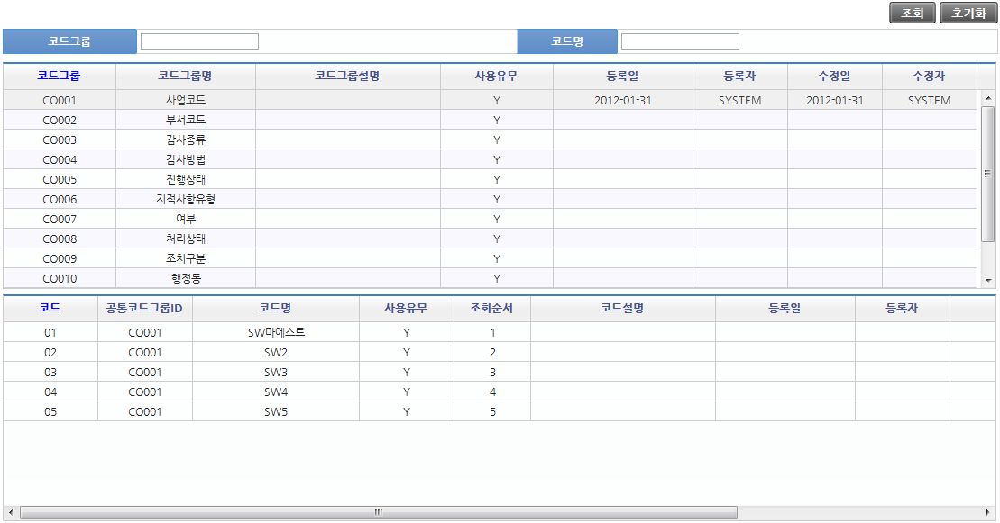 조회 초기화
코드그룹 코드명
코드그룹 코드그룹명 코드그룹설명 사용유무 등록일 등록자 수정일 수정자
CO001 사업코드 Y 2012-01-31 SYSTEM 2012-01-31 SYSTEM
CO002 부서코드 Y
CO003 감사종류 Y
CO004 감사방법 Y
CO005 진행상태 Y
CO006 지적사항유형 Y
CO007 여부 Y
CO008 처리상태 Y
CO009 조치구분 Y
CO010 행정동 Y
코드 공통코드그룹ID 코드명 사용유무 조회순서 코드설명 등록일 등록자
01 CO001 SW마에스트 Y 1
02 CO001 SW2 Y 2
03 CO001 SW3 Y 3
04 CO001 SW4 Y 4
05 CO001 SW5 Y 5